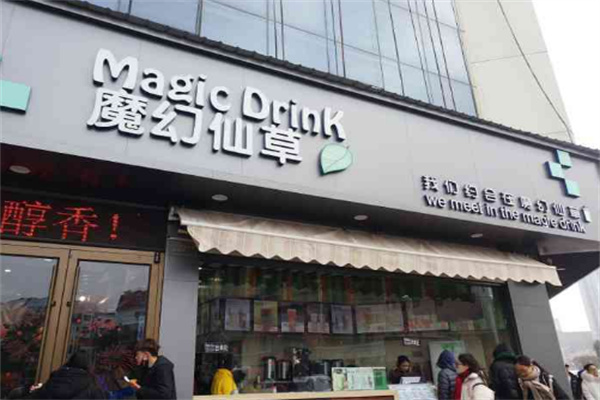 Magic Drink
魔幻仙草
我们约会在魔幻仙草
we meet in the magic drink
醇香！